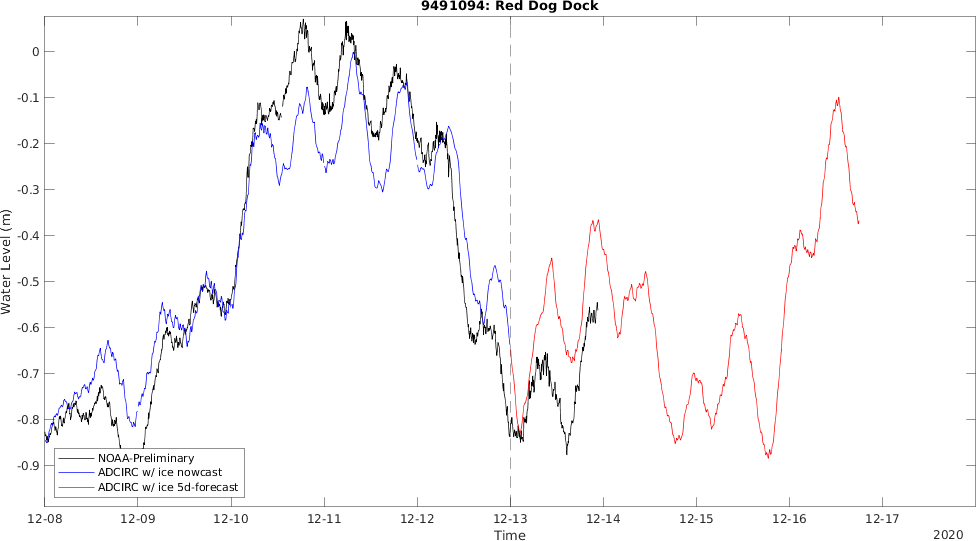 9491094: Red Dog Dock
Water Level (m)
0
-0.1
-0.2
-0.3
-0.4
-0.5
-0.6
-0.7
-0.8
-0.9
NOAA-Preliminary
ADCIRC w/ ice nowcast
ADCIRC w/ ice 5d-forecast
12-08 12-09 12-10 12-11 12-12 12-13 12-14 12-15 12-16 12-17
Time
2020